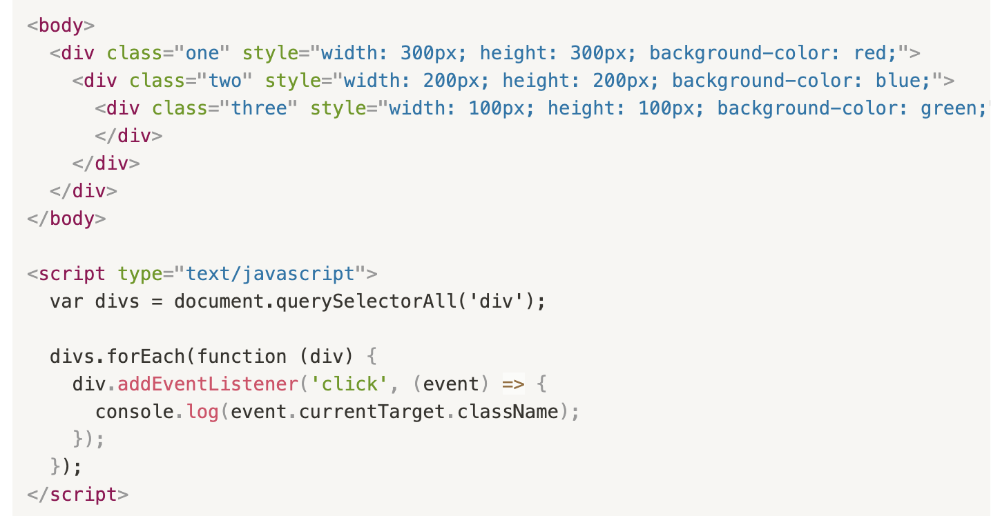 <body>
  <div class="one" style="width: 300px; height: 300px; background-color: red;">
    <div class="two" style="width: 200px; height: 200px; background-color: blue;">
      <div class="three" style="width: 100px; height: 100px; background-color: green;"
      </div>
    </div>
  </div>
</body>

<script type="text/javascript">
  var divs = document.querySelectorAll('div');

  divs.forEach(function (div) {
    div.addEventListener('click', (event) => {
      console.log(event.currentTarget.className);
    });
  });
</script>